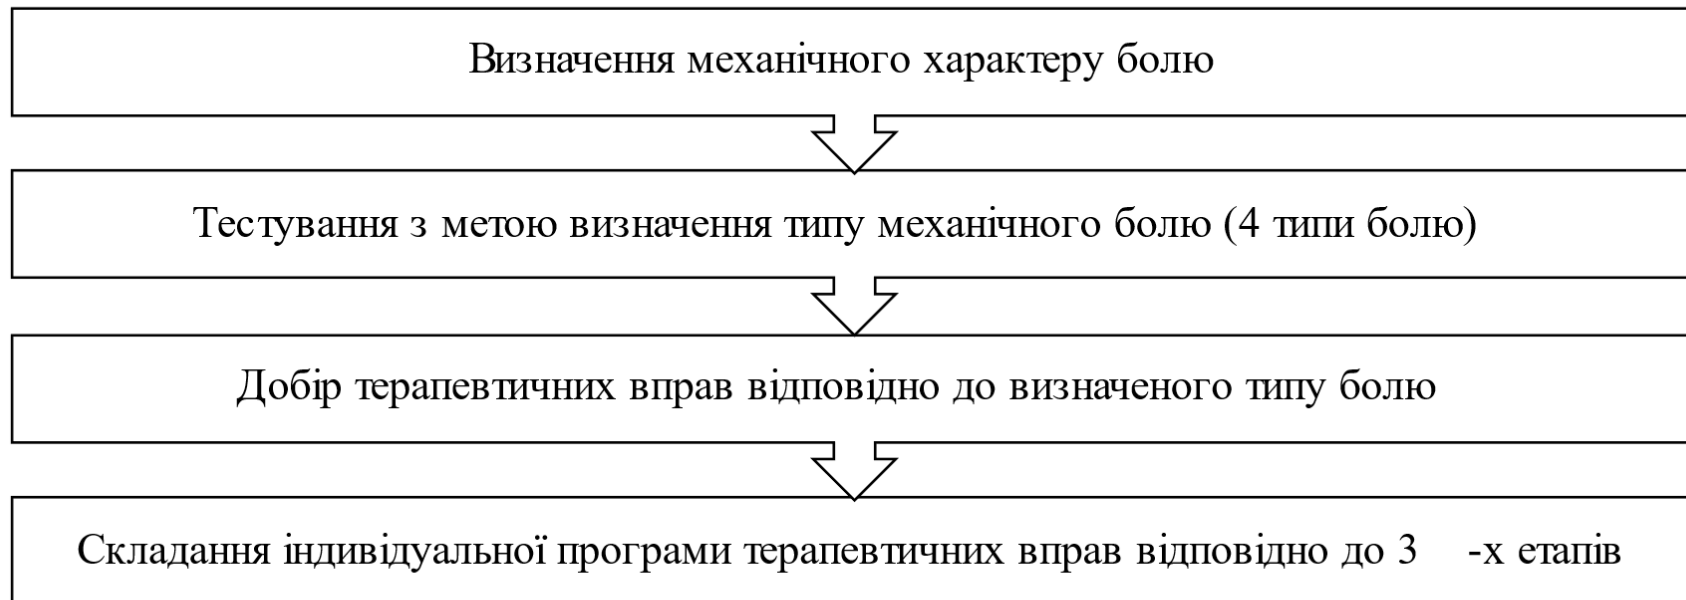 Визначення механічного характеру болю
Тестування з метою визначення типу механічного болю (4 типи болю)
Добір терапевтичних вправ відповідно до визначеного типу болю
Складання індивідуальної програми терапевтичних вправ відповідно до 3 -х етапів